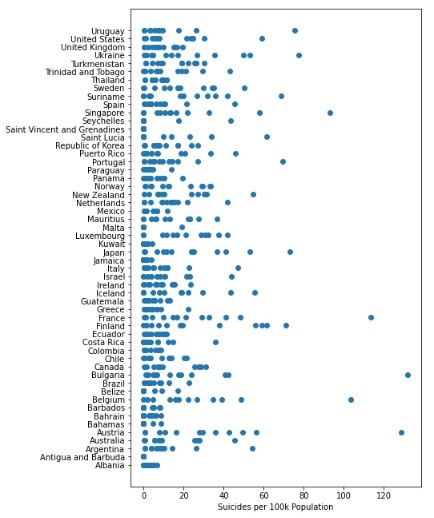 Uruguay
United States
United Kingdom
Ukraine
Turkmenistan
Trinidad and Tobago
Thailand
Sweden
Suriname
Spain
Singapore
Seychelles
Saint Vincent and Grenadines
Saint Lucia
Republic of Korea
Puerto Rico
Portugal
Paraguay
Panama
Norway
New Zealand
Netherlands
Mexico
Mauritius
Malta
Luxembourg
Kuwait
Japan
Jamaica
Italy
Israel
Ireland
Iceland
Guatemala
Greece
France
Finland
Ecuador
Costa Rica
Colombia
Chile
Canada
Bulgaria
Brazil
Belize
Belgium
Barbados
Bahrain
Bahamas
Austria
Australia
Argentina
Antigua and Barbuda
Albania
0 20 40 60 80 100 120
Suicides per 100k Population